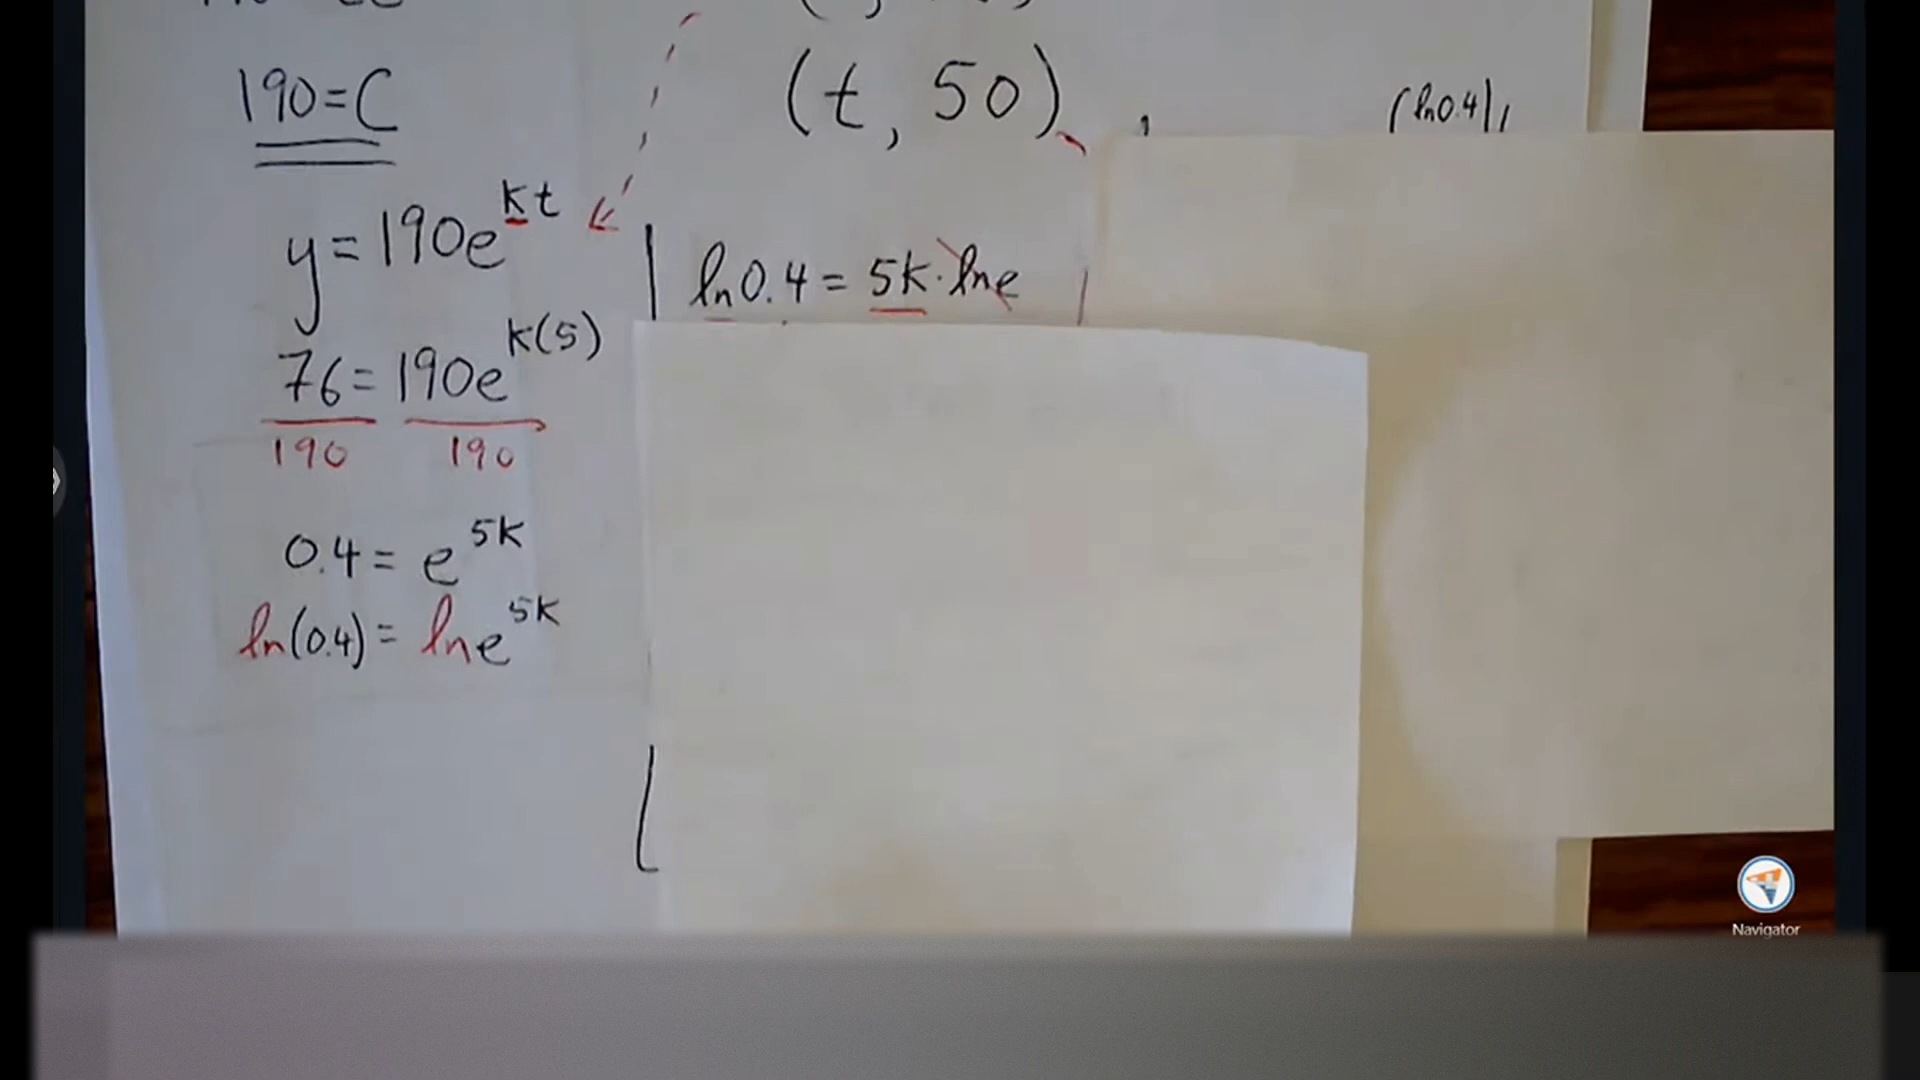 190=C
(t, 50)
(ln0.4)
y=190e^kt
ln0.4= 5k·lne
76=190e^k(5)
190 190
0.4= e^5k
ln(0.4)= lne^5k
Navigator